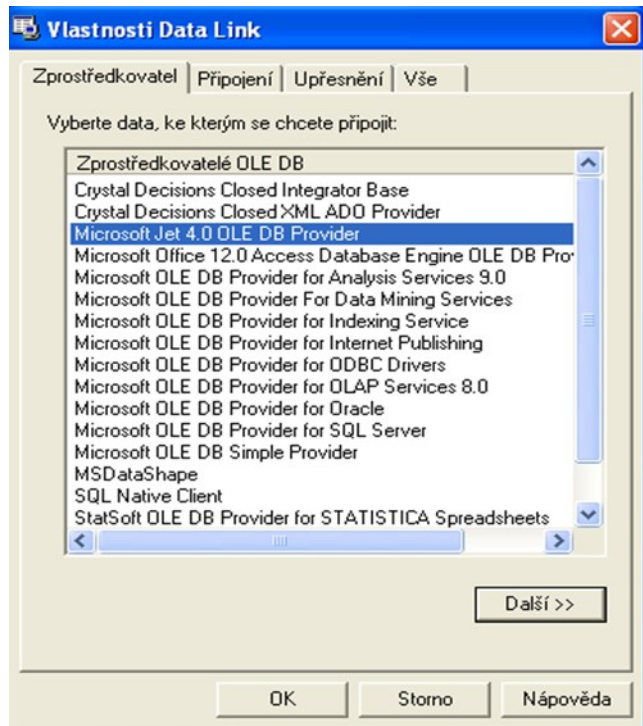 Vlastnosti Data Link
Zprostředkovatel Připojení Upřesnění Vše
Vyberte data, ke kterým se chcete připojit:
Zprostředkovatelé OLE DB
Crystal Decisions Closed Integrator Base
Crystal Decisions Closed XML ADO Provider
Microsoft Jet 4.0 OLE DB Provider
Microsoft Office 12.0 Access Database Engine OLE DB Pro
Microsoft OLE DB Provider for Analysis Services 9.0
Microsoft OLE DB Provider For Data Mining Services
Microsoft OLE DB Provider for Indexing Service
Microsoft OLE DB Provider for Internet Publishing
Microsoft OLE DB Provider for ODBC Drivers
Microsoft OLE DB Provider for OLAP Services 8.0
Microsoft OLE DB Provider for Oracle
Microsoft OLE DB Provider for SQL Server
Microsoft OLE DB Simple Provider
MSDataShape
SQL Native Client
StatSoft OLE DB Provider for STATISTICA Spreadsheets
Další >>
OK Storno Nápověda